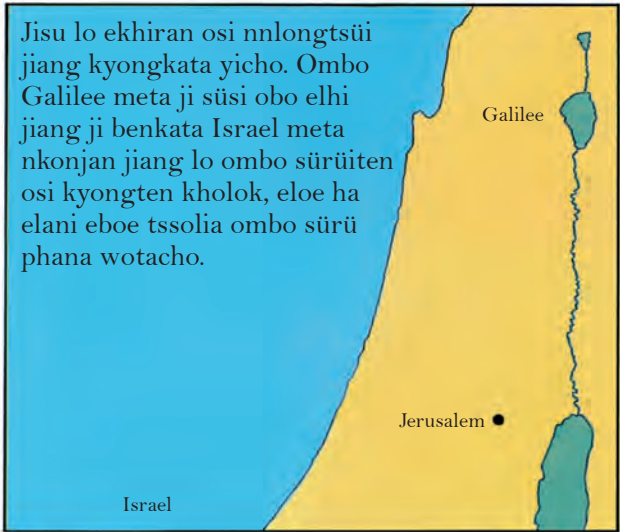 Jisu lo ekhiran osi nnlongtsüi
jiang kyongkata yicho. Ombo
Galilee meta ji süsi obo elhi
jiang ji benkata Israel meta
nkonjan jiang lo ombo sürüiten
osi kyongten kholok, eloe ha
elani eboe tssolia ombo sürü
phana wotacho.
Galilee
Jerusalem
Israel